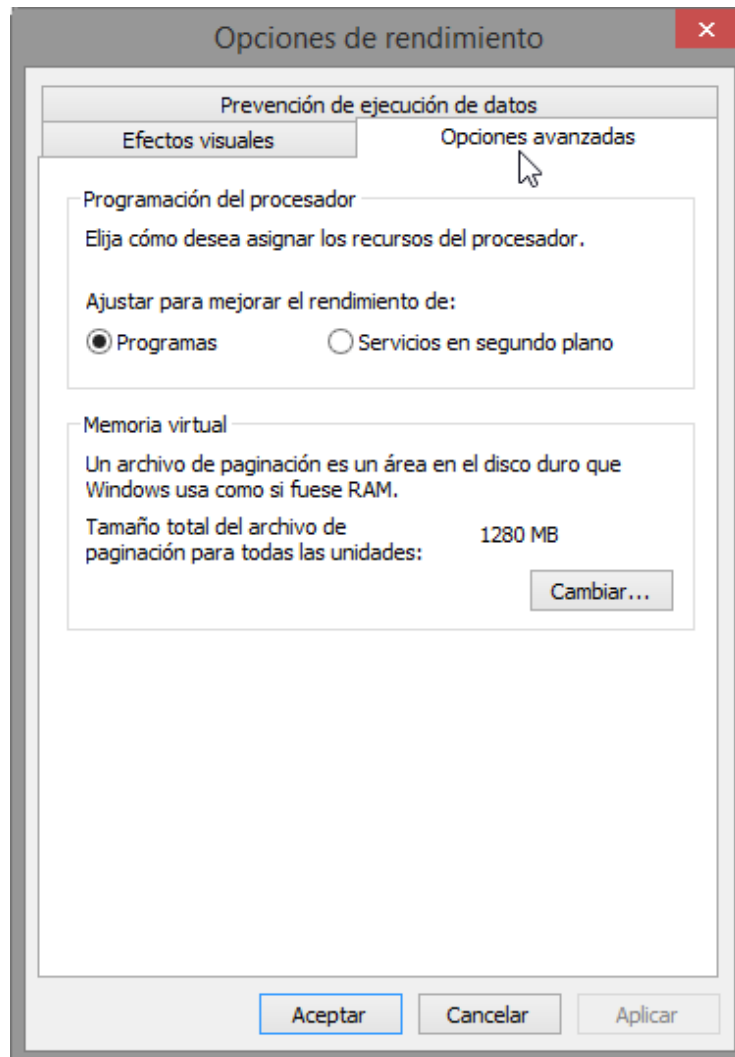 Opciones de rendimiento
Prevención de ejecución de datos
Efectos visuales
Opciones avanzadas
Programación del procesador
Elija cómo desea asignar los recursos del procesador.
Ajustar para mejorar el rendimiento de:
Programas
Servicios en segundo plano
Memoria virtual
Un archivo de paginación es un área en el disco duro que
Windows usa como si fuese RAM.
Tamaño total del archivo de
paginación para todas las unidades:
1280 MB
Cambiar...
Aceptar
Cancelar
Aplicar